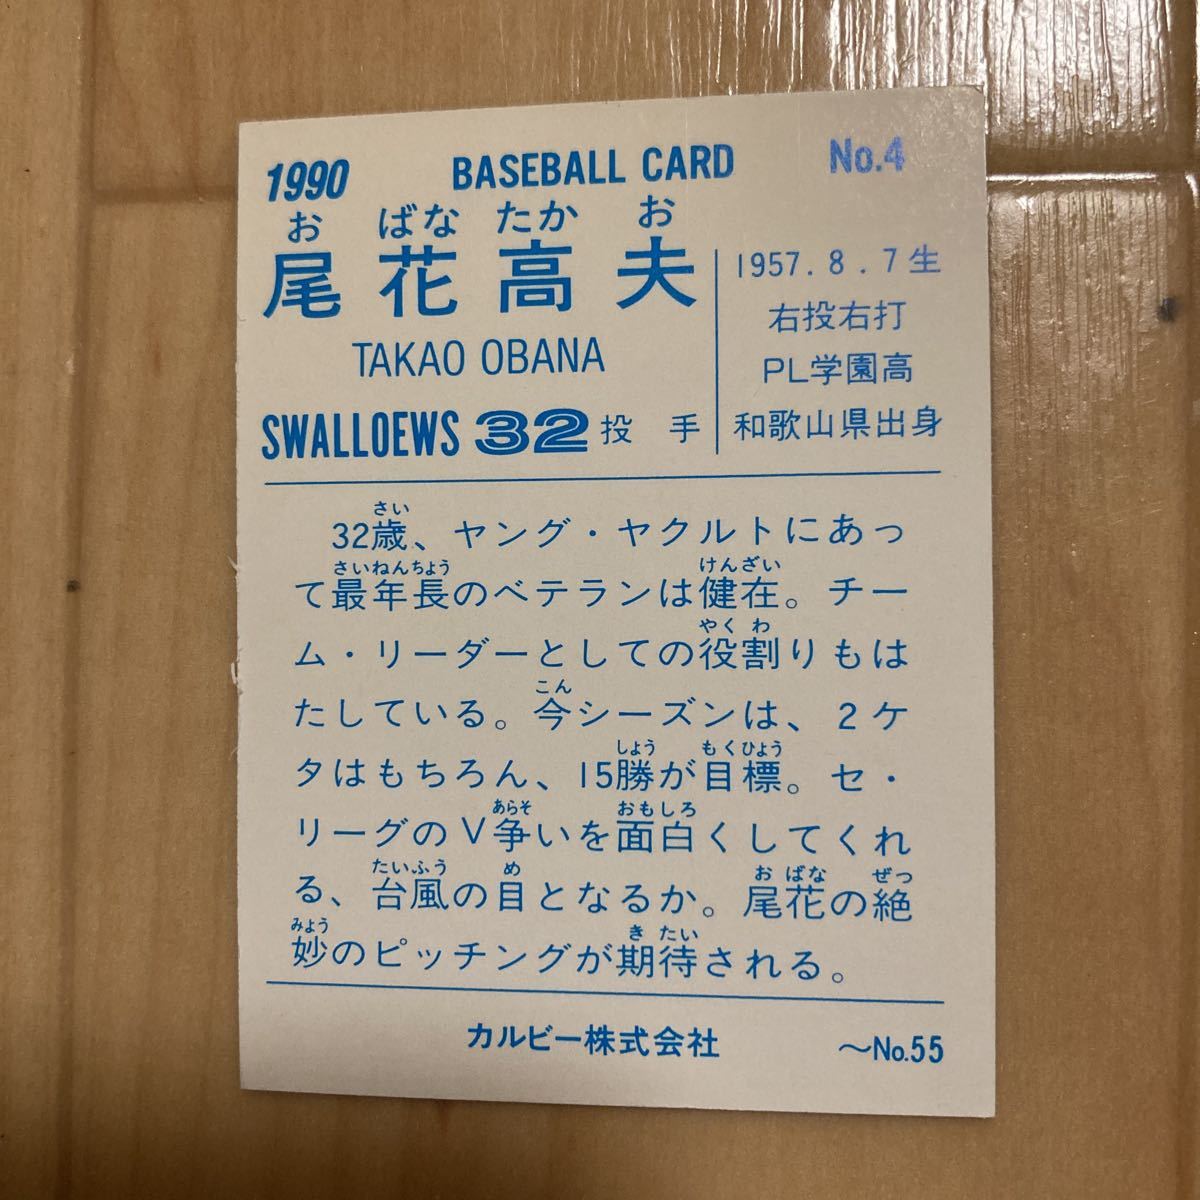 1990 BASEBALL CARD No.4
お ばな たか お
尾花高夫
TAKAO OBANA
SWALLOEWS 32 投手
1957.8.7生
右投右打
PL学園高
和歌山県出身
さい
32歳、ヤング・ヤクルトにあっ
さいねんちょう けんざい
て最年長のベテランは健在。チー
やく わ
ム・リーダーとしての役割りもは
こん
たしている。今シーズンは、2ケ
しょう もくひょう
タはもちろん、15勝が目標。セ・
あらそ おもしろ
リーグのV争いを面白くしてくれ
たいふう め お ばな ぜつ
る、台風の目となるか。尾花の絶
みょう き たい
妙のピッチングが期待される。
カルビー株式会社 〜No.55